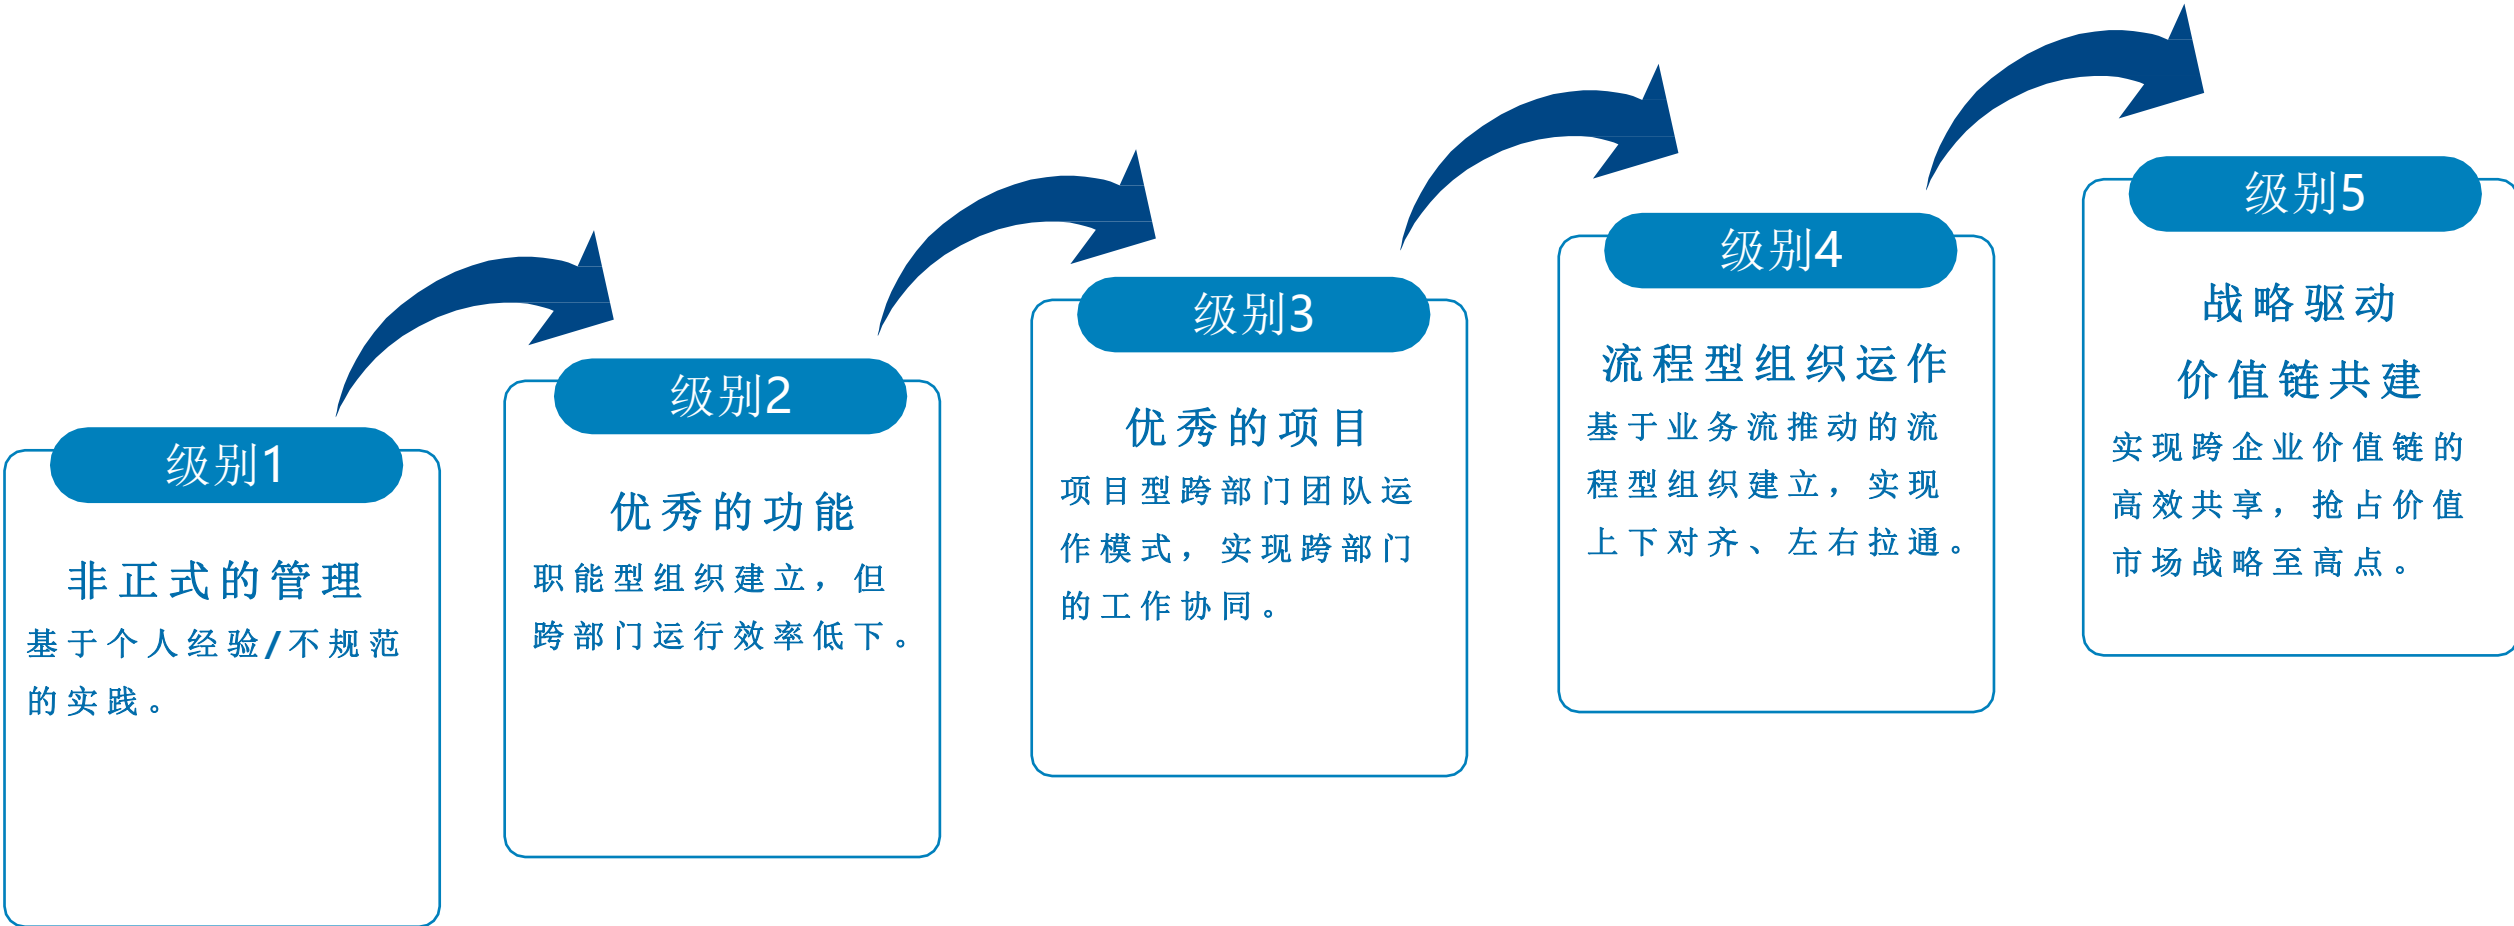 级别1
非正式的管理
基于个人经验/不规范
的实践。
级别2
优秀的功能
职能型组织建立，但
跨部门运行效率低下。
级别3
优秀的项目
项目型跨部门团队运
作模式，实现跨部门
的工作协同。
级别4
流程型组织运作
基于业务流推动的流
程型组织建立，实现
上下对齐、左右拉通。
级别5
战略驱动
价值链共建
实现跨企业价值链的
高效共享，抢占价值
市场战略至高点。